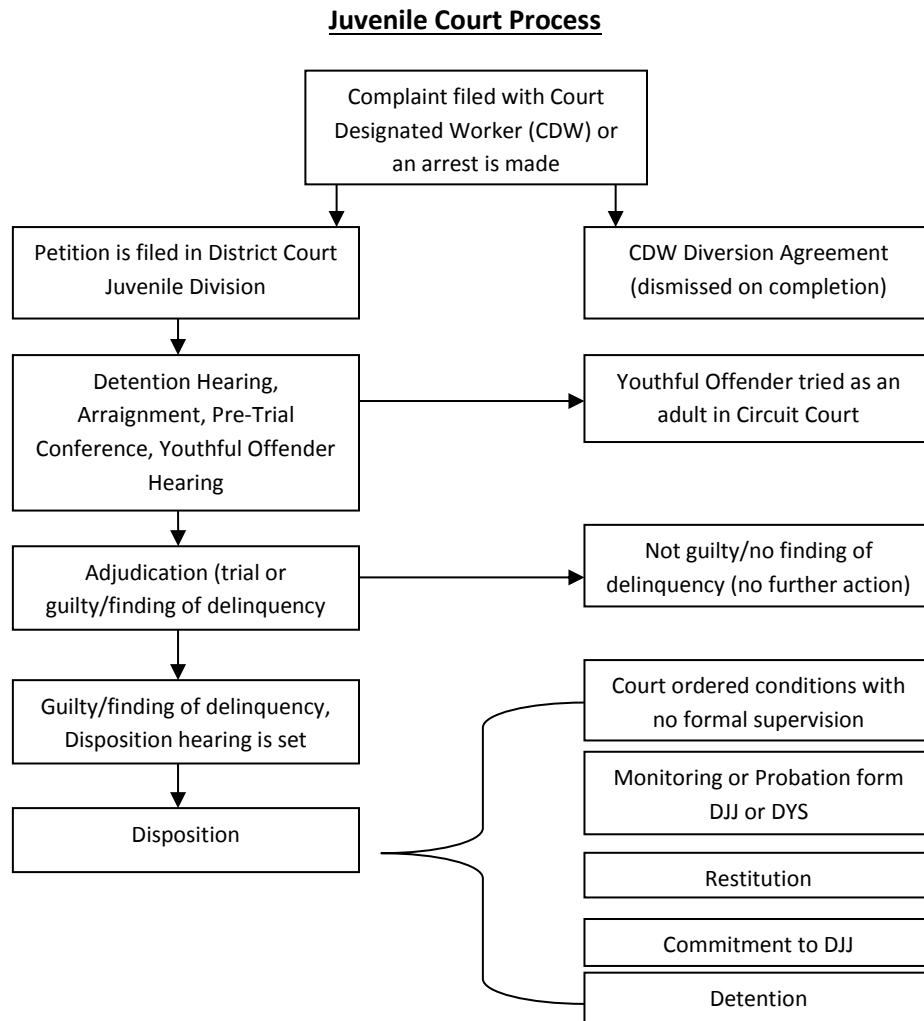 Juvenile Court Process
Complaint filed with Court
Designated Worker (CDW) or
an arrest is made
Petition is filed in District Court
Juvenile Division
CDW Diversion Agreement
(dismissed on completion)
Detention Hearing,
Arraignment, Pre-Trial
Conference, Youthful Offender
Hearing
Youthful Offender tried as an
adult in Circuit Court
Adjudication (trial or
guilty/finding of delinquency
Not guilty/no finding of
delinquency (no further action)
Guilty/finding of delinquency,
Disposition hearing is set
Disposition
Court ordered conditions with
no formal supervision
Monitoring or Probation form
DJJ or DYS
Restitution
Commitment to DJJ
Detention